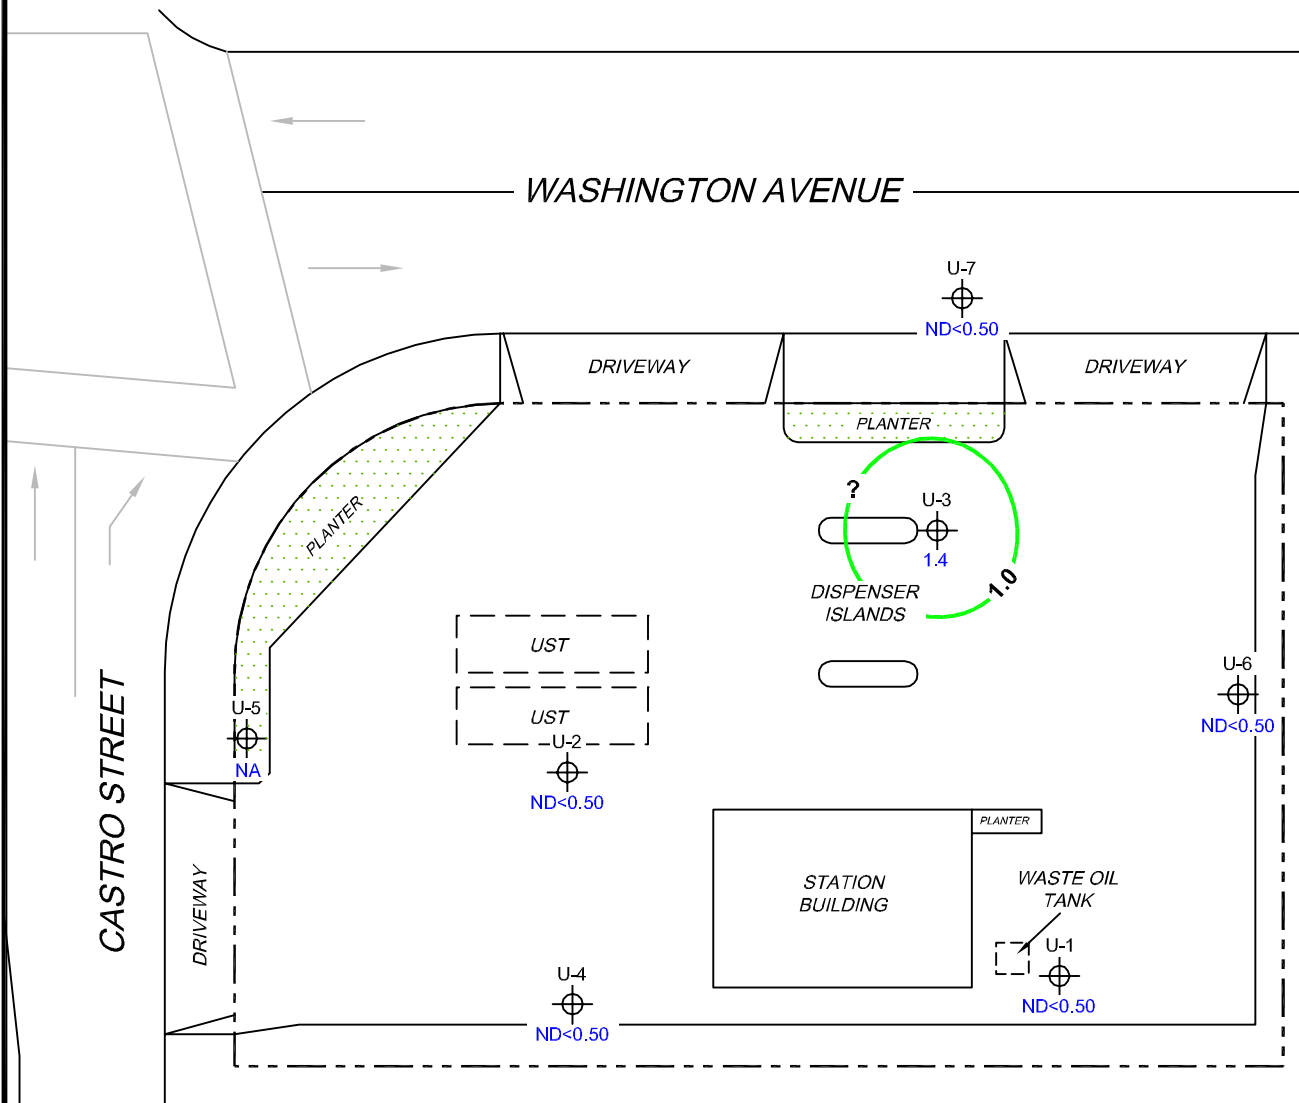 WASHINGTON AVENUE
U-7
ND<0.50
DRIVEWAY
DRIVEWAY
PLANTER
?
U-3
1.4
1.0
PLANTER
DISPENSER
ISLANDS
UST
U-6
ND<0.50
UST
U-5
NA
U-2
ND<0.50
CASTRO STREET
PLANTER
DRIVEWAY
STATION
BUILDING
WASTE OIL
TANK
U-1
ND<0.50
U-4
ND<0.50